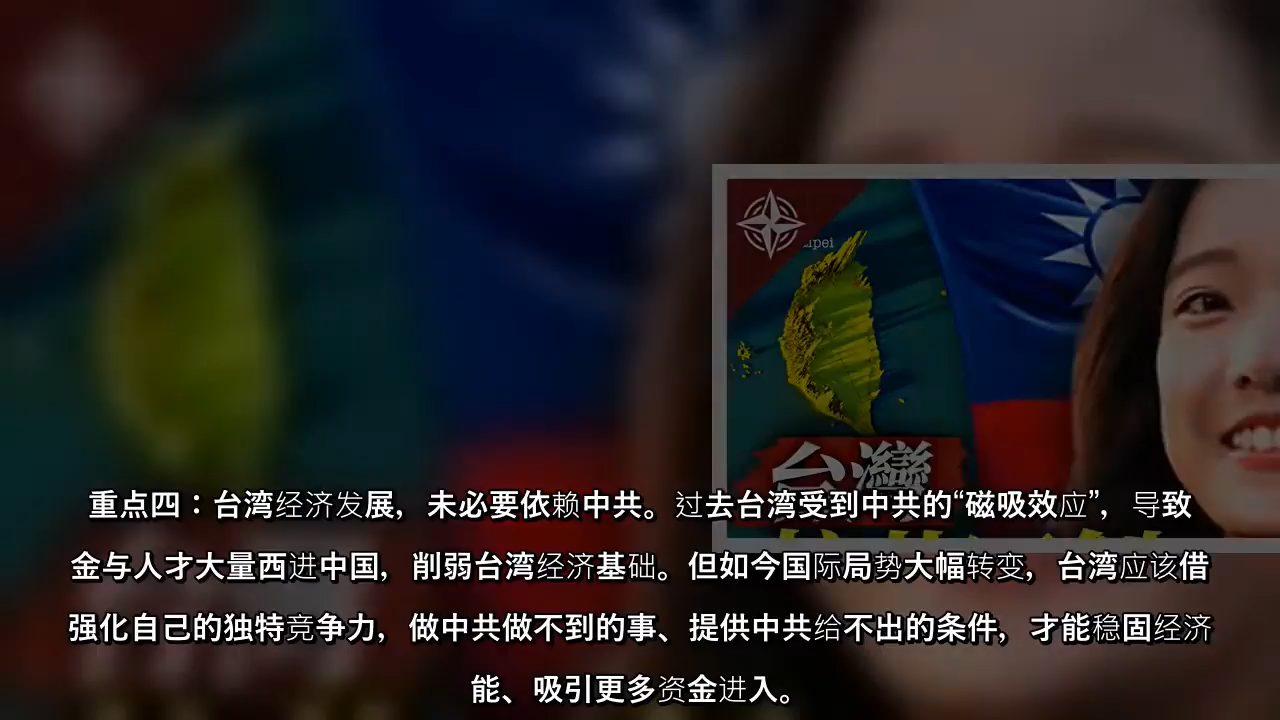 ipei
台灣
重点四：台湾经济发展，未必要依赖中共。过去台湾受到中共的“磁吸效应”，导致
金与人才大量西进中国，削弱台湾经济基础。但如今国际局势大幅转变，台湾应该借
强化自己的独特竞争力，做中共做不到的事、提供中共给不出的条件，才能稳固经济
能、吸引更多资金进入。